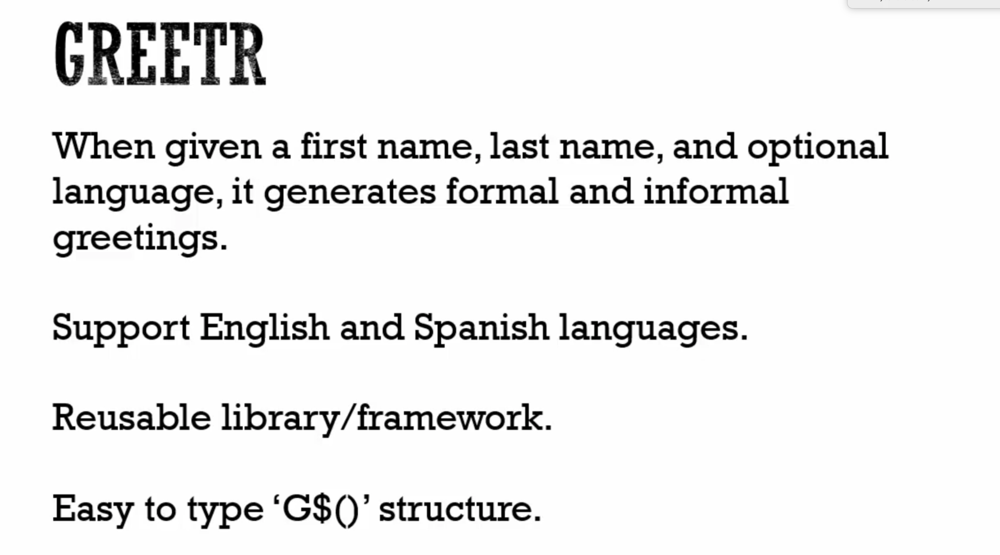 GREETR
When given a first name, last name, and optional
language, it generates formal and informal
greetings.
Support English and Spanish languages.
Reusable library/framework.
Easy to type ‘G$()’ structure.